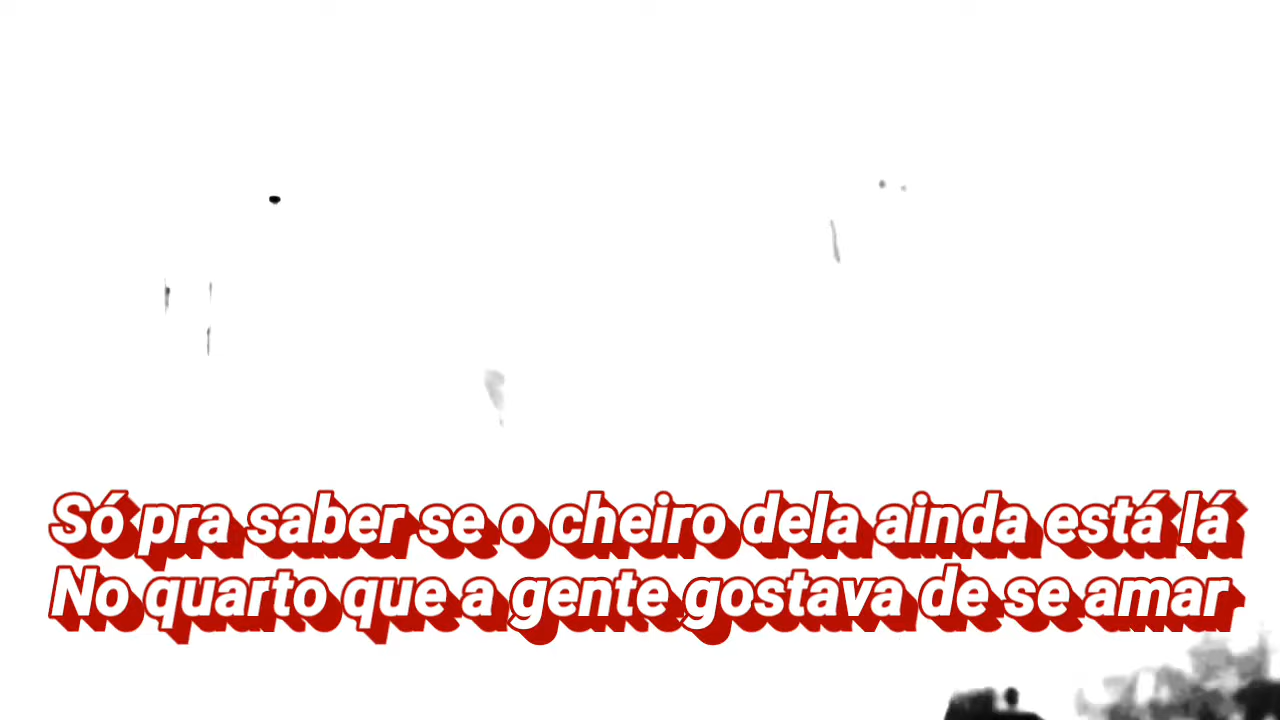 Só pra saber se o cheiro dela ainda está lá
No quarto que a gente gostava de se amar